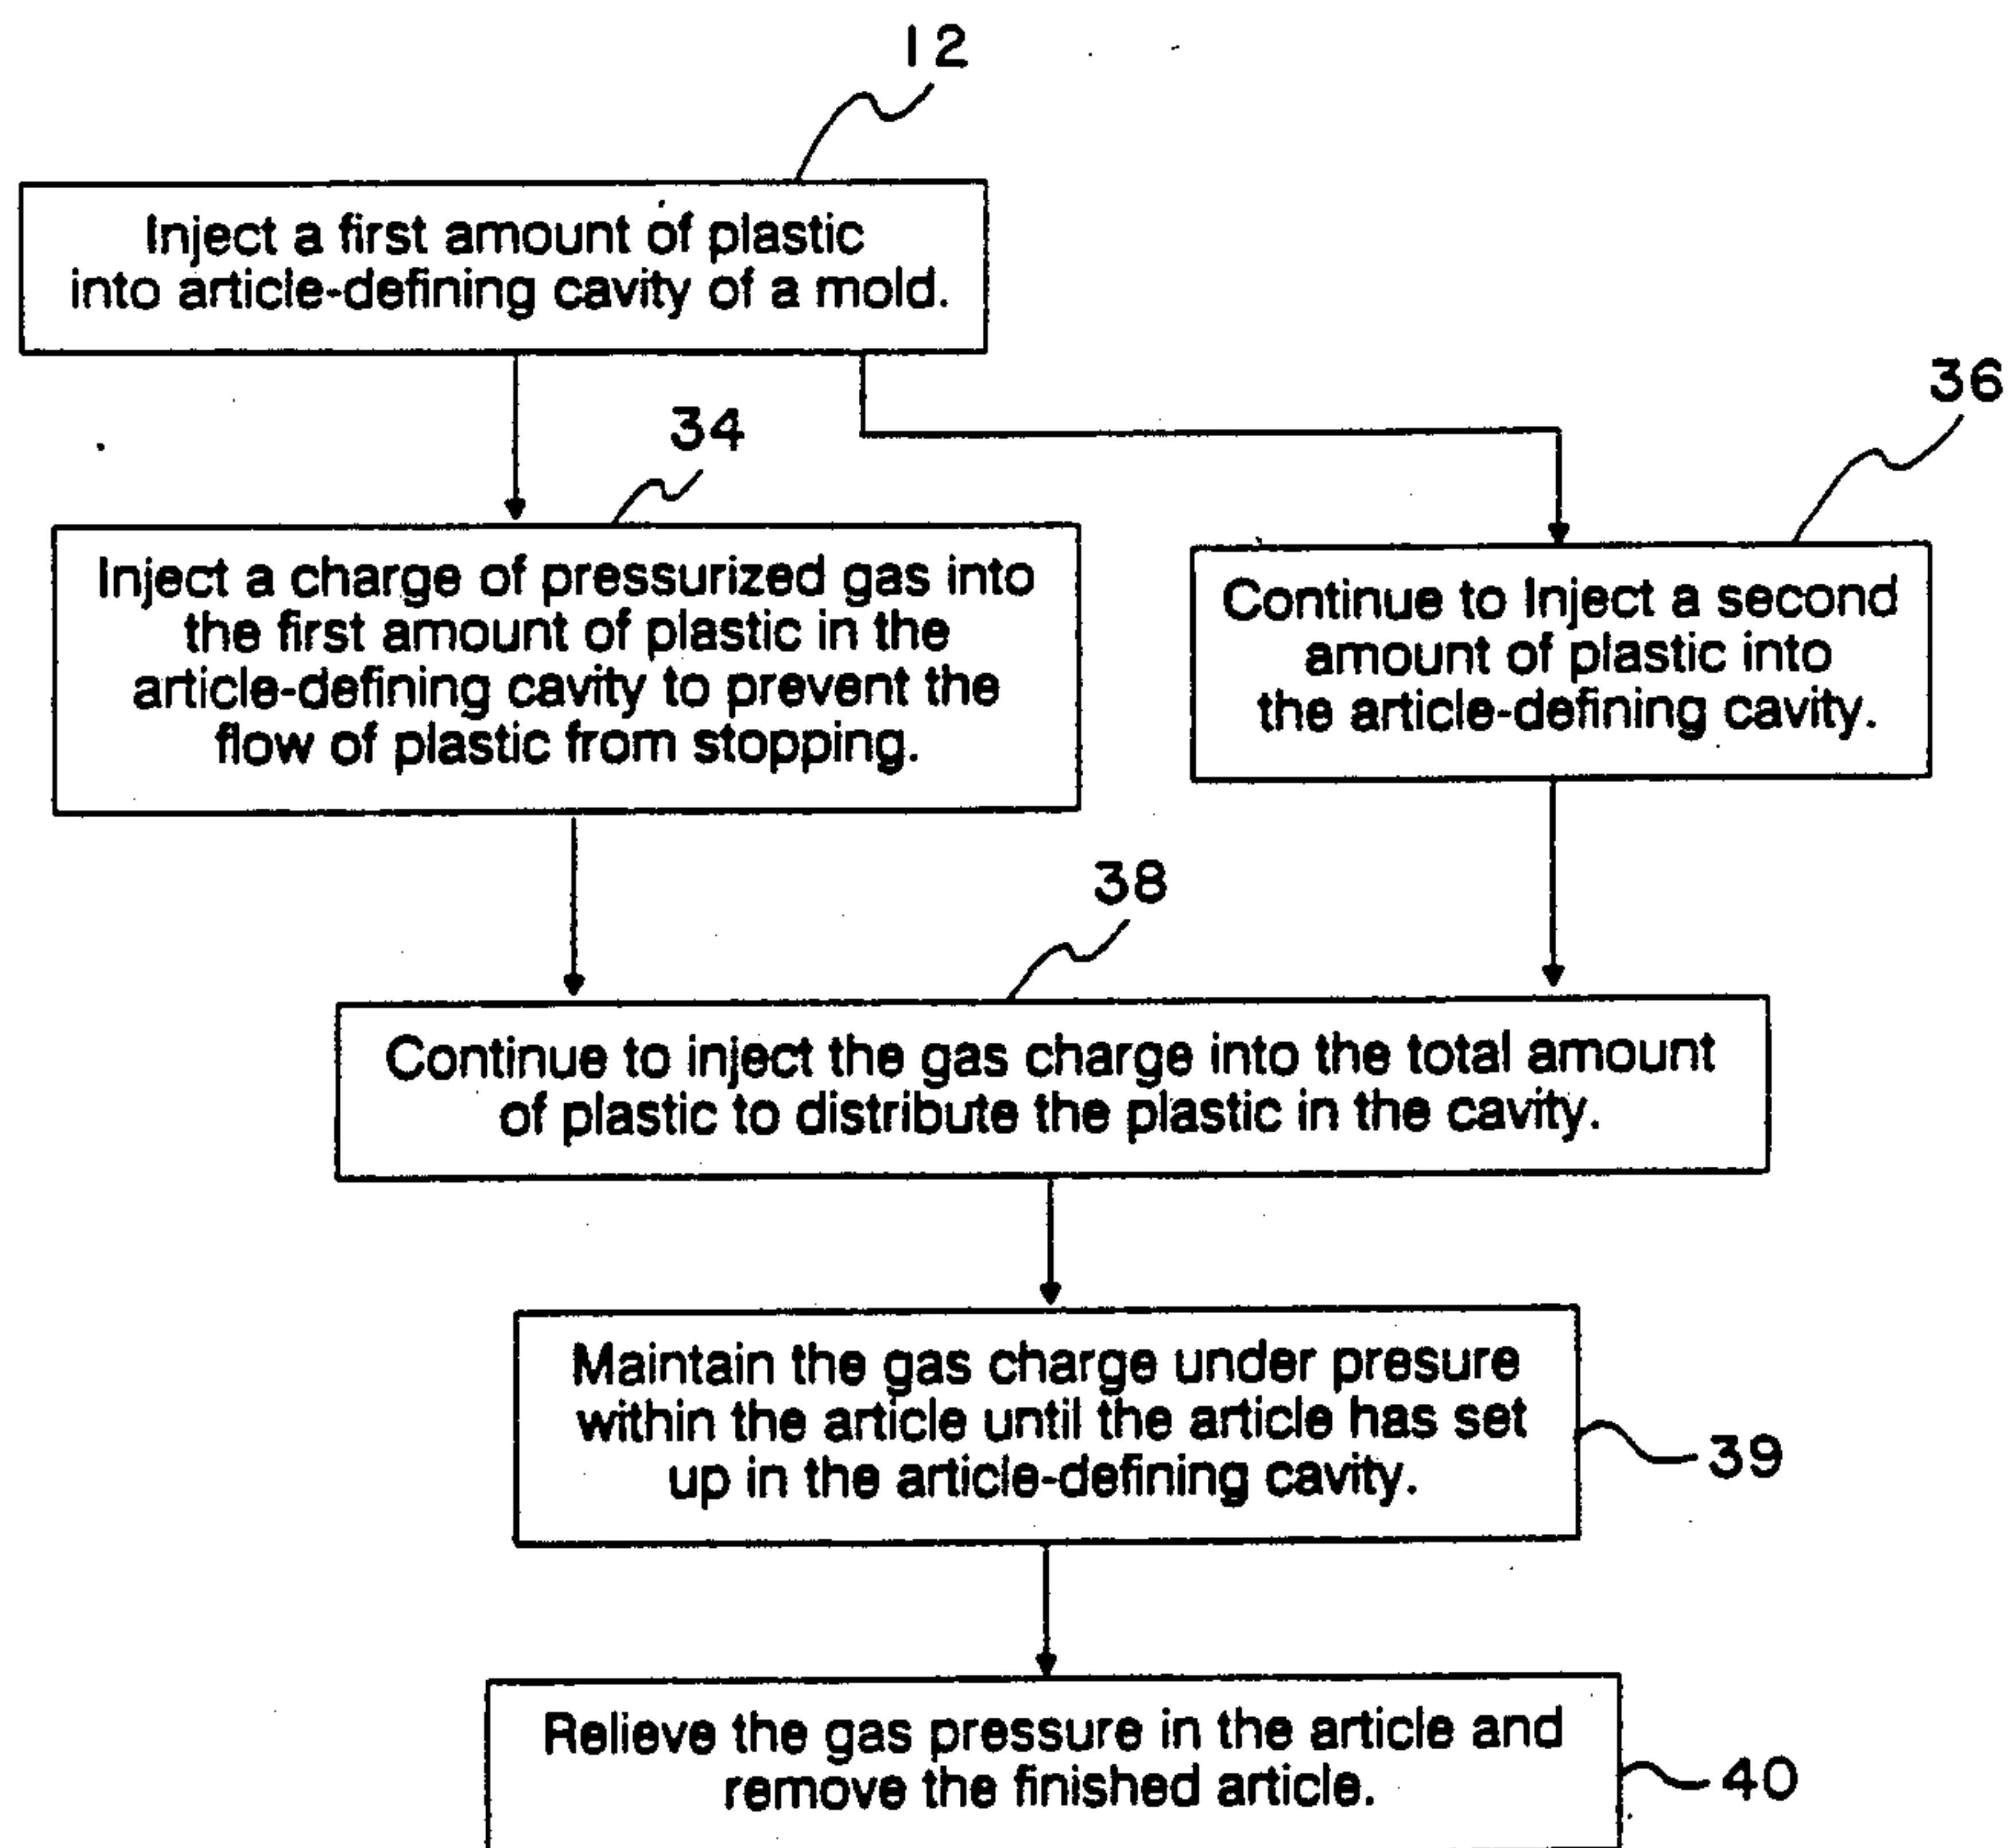 12
Inject a first amount of plastic
into article-defining cavity of a mold.
34
Inject a charge of pressurized gas into
the first amount of plastic in the
article-defining cavity to prevent the
flow of plastic from stopping.
36
Continue to Inject a second
amount of plastic into
the article-defining cavity.
38
Continue to inject the gas charge into the total amount
of plastic to distribute the plastic in the cavity.
Maintain the gas charge under presure
within the article until the article has set
up in the article-defining cavity.
39
Relieve the gas pressure in the article and
remove the finished article.
40